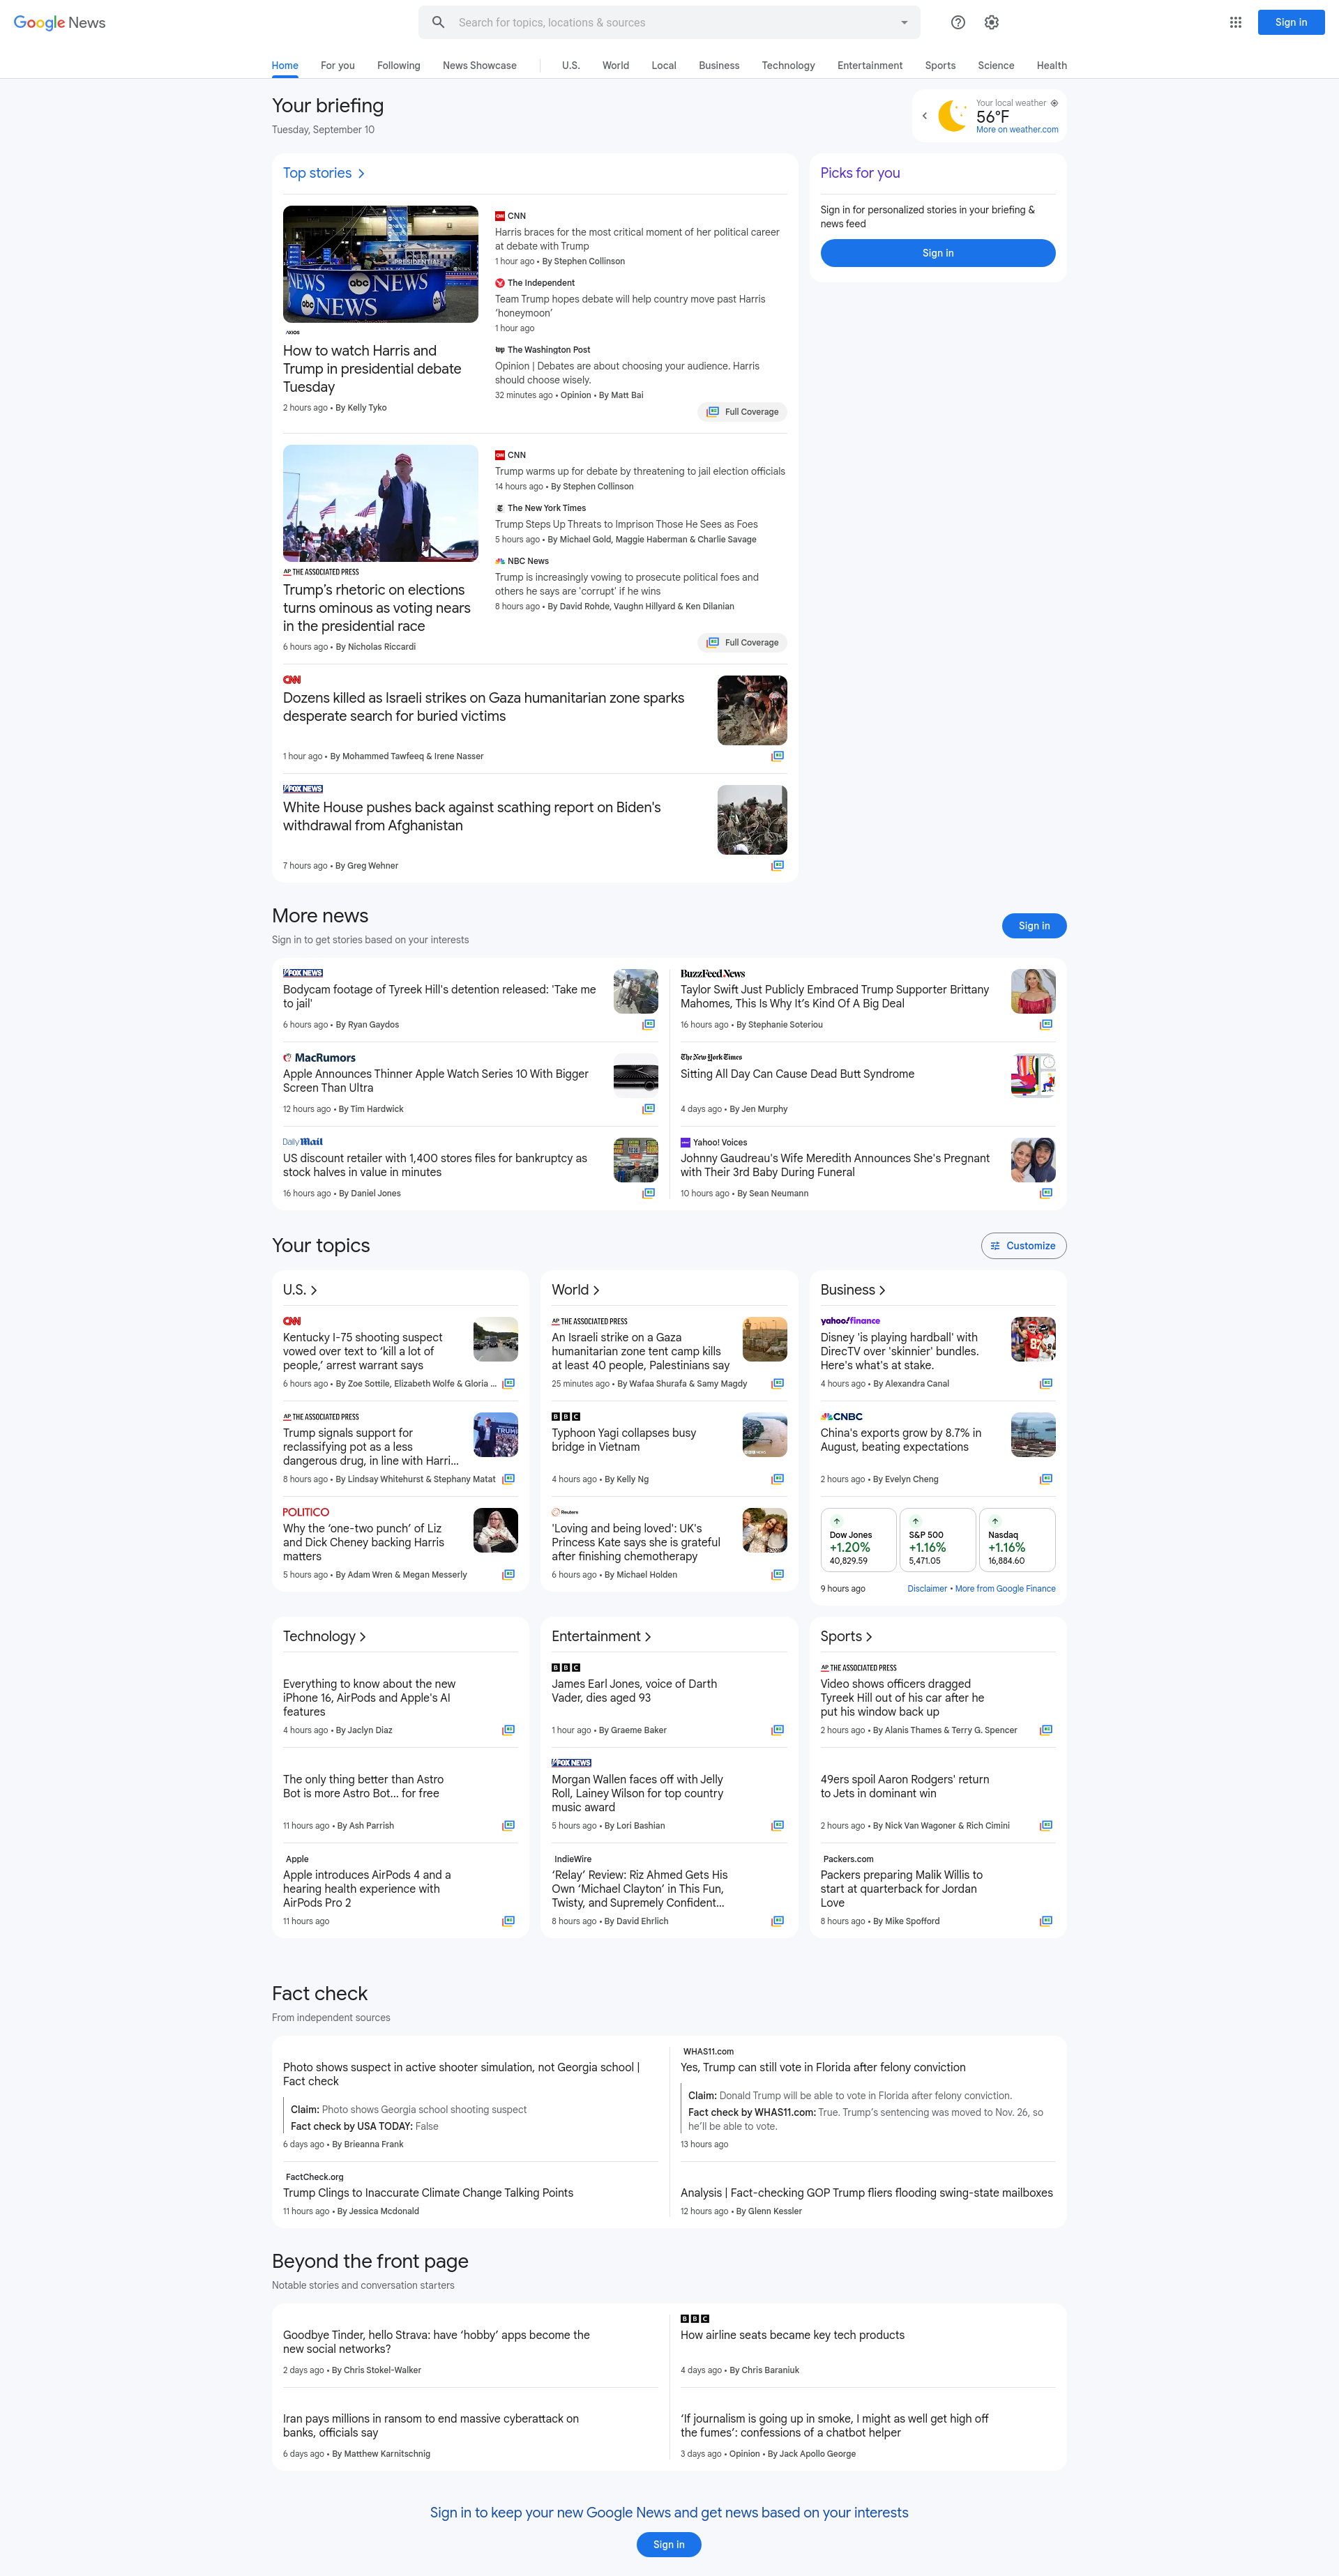 Google News
Search for topics, locations & sources
Sign in
Home
For you
Following
News Showcase
U.S.
World
Local
Business
Technology
Entertainment
Sports
Science
Health
Your briefing
Tuesday, September 10
Your local weather
56°F
More on weather.com
Top stories
Picks for you
Sign in for personalized stories in your briefing &
news feed
Sign in
abc NEWS
NEWS
abc NEWS
PRESIDENTIAL
AXIOS
How to watch Harris and
Trump in presidential debate
Tuesday
2 hours ago • By Kelly Tyko
CNN
Harris braces for the most critical moment of her political career
at debate with Trump
1 hour ago • By Stephen Collinson
The Independent
Team Trump hopes debate will help country move past Harris
‘honeymoon’
1 hour ago
wp The Washington Post
Opinion | Debates are about choosing your audience. Harris
should choose wisely.
32 minutes ago • Opinion • By Matt Bai
Full Coverage
AP THE ASSOCIATED PRESS
Trump’s rhetoric on elections
turns ominous as voting nears
in the presidential race
6 hours ago • By Nicholas Riccardi
CNN
Trump warms up for debate by threatening to jail election officials
14 hours ago • By Stephen Collinson
The New York Times
Trump Steps Up Threats to Imprison Those He Sees as Foes
5 hours ago • By Michael Gold, Maggie Haberman & Charlie Savage
NBC News
Trump is increasingly vowing to prosecute political foes and
others he says are 'corrupt' if he wins
8 hours ago • By David Rohde, Vaughn Hillyard & Ken Dilanian
Full Coverage
CNN
Dozens killed as Israeli strikes on Gaza humanitarian zone sparks
desperate search for buried victims
1 hour ago • By Mohammed Tawfeeq & Irene Nasser
FOX NEWS
White House pushes back against scathing report on Biden's
withdrawal from Afghanistan
7 hours ago • By Greg Wehner
More news
Sign in to get stories based on your interests
Sign in
FOX NEWS
Bodycam footage of Tyreek Hill's detention released: 'Take me
to jail'
6 hours ago • By Ryan Gaydos
BuzzFeed News
Taylor Swift Just Publicly Embraced Trump Supporter Brittany
Mahomes, This Is Why It’s Kind Of A Big Deal
16 hours ago • By Stephanie Soteriou
MacRumors
Apple Announces Thinner Apple Watch Series 10 With Bigger
Screen Than Ultra
12 hours ago • By Tim Hardwick
The New York Times
Sitting All Day Can Cause Dead Butt Syndrome
4 days ago • By Jen Murphy
Daily Mail
US discount retailer with 1,400 stores files for bankruptcy as
stock halves in value in minutes
16 hours ago • By Daniel Jones
Yahoo! Voices
Johnny Gaudreau's Wife Meredith Announces She's Pregnant
with Their 3rd Baby During Funeral
10 hours ago • By Sean Neumann
Your topics
Customize
U.S.
CNN
Kentucky I-75 shooting suspect
vowed over text to ‘kill a lot of
people,’ arrest warrant says
6 hours ago • By Zoe Sottile, Elizabeth Wolfe & Gloria ...
AP THE ASSOCIATED PRESS
Trump signals support for
reclassifying pot as a less
dangerous drug, in line with Harri...
8 hours ago • By Lindsay Whitehurst & Stephany Matat
TRUMP
POLITICO
Why the ‘one-two punch’ of Liz
and Dick Cheney backing Harris
matters
5 hours ago • By Adam Wren & Megan Messerly
World
AP THE ASSOCIATED PRESS
An Israeli strike on a Gaza
humanitarian zone tent camp kills
at least 40 people, Palestinians say
25 minutes ago • By Wafaa Shurafa & Samy Magdy
BBC
Typhoon Yagi collapses busy
bridge in Vietnam
4 hours ago • By Kelly Ng
Reuters
'Loving and being loved': UK's
Princess Kate says she is grateful
after finishing chemotherapy
6 hours ago • By Michael Holden
Business
yahoo!finance
Disney 'is playing hardball' with
DirecTV over 'skinnier' bundles.
Here's what's at stake.
4 hours ago • By Alexandra Canal
CNBC
China's exports grow by 8.7% in
August, beating expectations
2 hours ago • By Evelyn Cheng
Dow Jones
+1.20%
40,829.59
S&P 500
+1.16%
5,471.05
Nasdaq
+1.16%
16,884.60
9 hours ago
Disclaimer • More from Google Finance
Technology
Everything to know about the new
iPhone 16, AirPods and Apple's AI
features
4 hours ago • By Jaclyn Diaz
The only thing better than Astro
Bot is more Astro Bot... for free
11 hours ago • By Ash Parrish
Apple
Apple introduces AirPods 4 and a
hearing health experience with
AirPods Pro 2
11 hours ago
Entertainment
BBC
James Earl Jones, voice of Darth
Vader, dies aged 93
1 hour ago • By Graeme Baker
FOX NEWS
Morgan Wallen faces off with Jelly
Roll, Lainey Wilson for top country
music award
5 hours ago • By Lori Bashian
IndieWire
‘Relay’ Review: Riz Ahmed Gets His
Own ‘Michael Clayton’ in This Fun,
Twisty, and Supremely Confident...
8 hours ago • By David Ehrlich
Sports
AP THE ASSOCIATED PRESS
Video shows officers dragged
Tyreek Hill out of his car after he
put his window back up
2 hours ago • By Alanis Thames & Terry G. Spencer
49ers spoil Aaron Rodgers' return
to Jets in dominant win
2 hours ago • By Nick Van Wagoner & Rich Cimini
Packers.com
Packers preparing Malik Willis to
start at quarterback for Jordan
Love
8 hours ago • By Mike Spofford
Fact check
From independent sources
Photo shows suspect in active shooter simulation, not Georgia school |
Fact check
Claim: Photo shows Georgia school shooting suspect
Fact check by USA TODAY: False
6 days ago • By Brieanna Frank
WHAS11.com
Yes, Trump can still vote in Florida after felony conviction
Claim: Donald Trump will be able to vote in Florida after felony conviction.
Fact check by WHAS11.com: True. Trump’s sentencing was moved to Nov. 26, so
he’ll be able to vote.
13 hours ago
FactCheck.org
Trump Clings to Inaccurate Climate Change Talking Points
11 hours ago • By Jessica Mcdonald
Analysis | Fact-checking GOP Trump fliers flooding swing-state mailboxes
12 hours ago • By Glenn Kessler
Beyond the front page
Notable stories and conversation starters
Goodbye Tinder, hello Strava: have ‘hobby’ apps become the
new social networks?
2 days ago • By Chris Stokel-Walker
BBC
How airline seats became key tech products
4 days ago • By Chris Baraniuk
Iran pays millions in ransom to end massive cyberattack on
banks, officials say
6 days ago • By Matthew Karnitschnig
‘If journalism is going up in smoke, I might as well get high off
the fumes’: confessions of a chatbot helper
3 days ago • Opinion • By Jack Apollo George
Sign in to keep your new Google News and get news based on your interests
Sign in